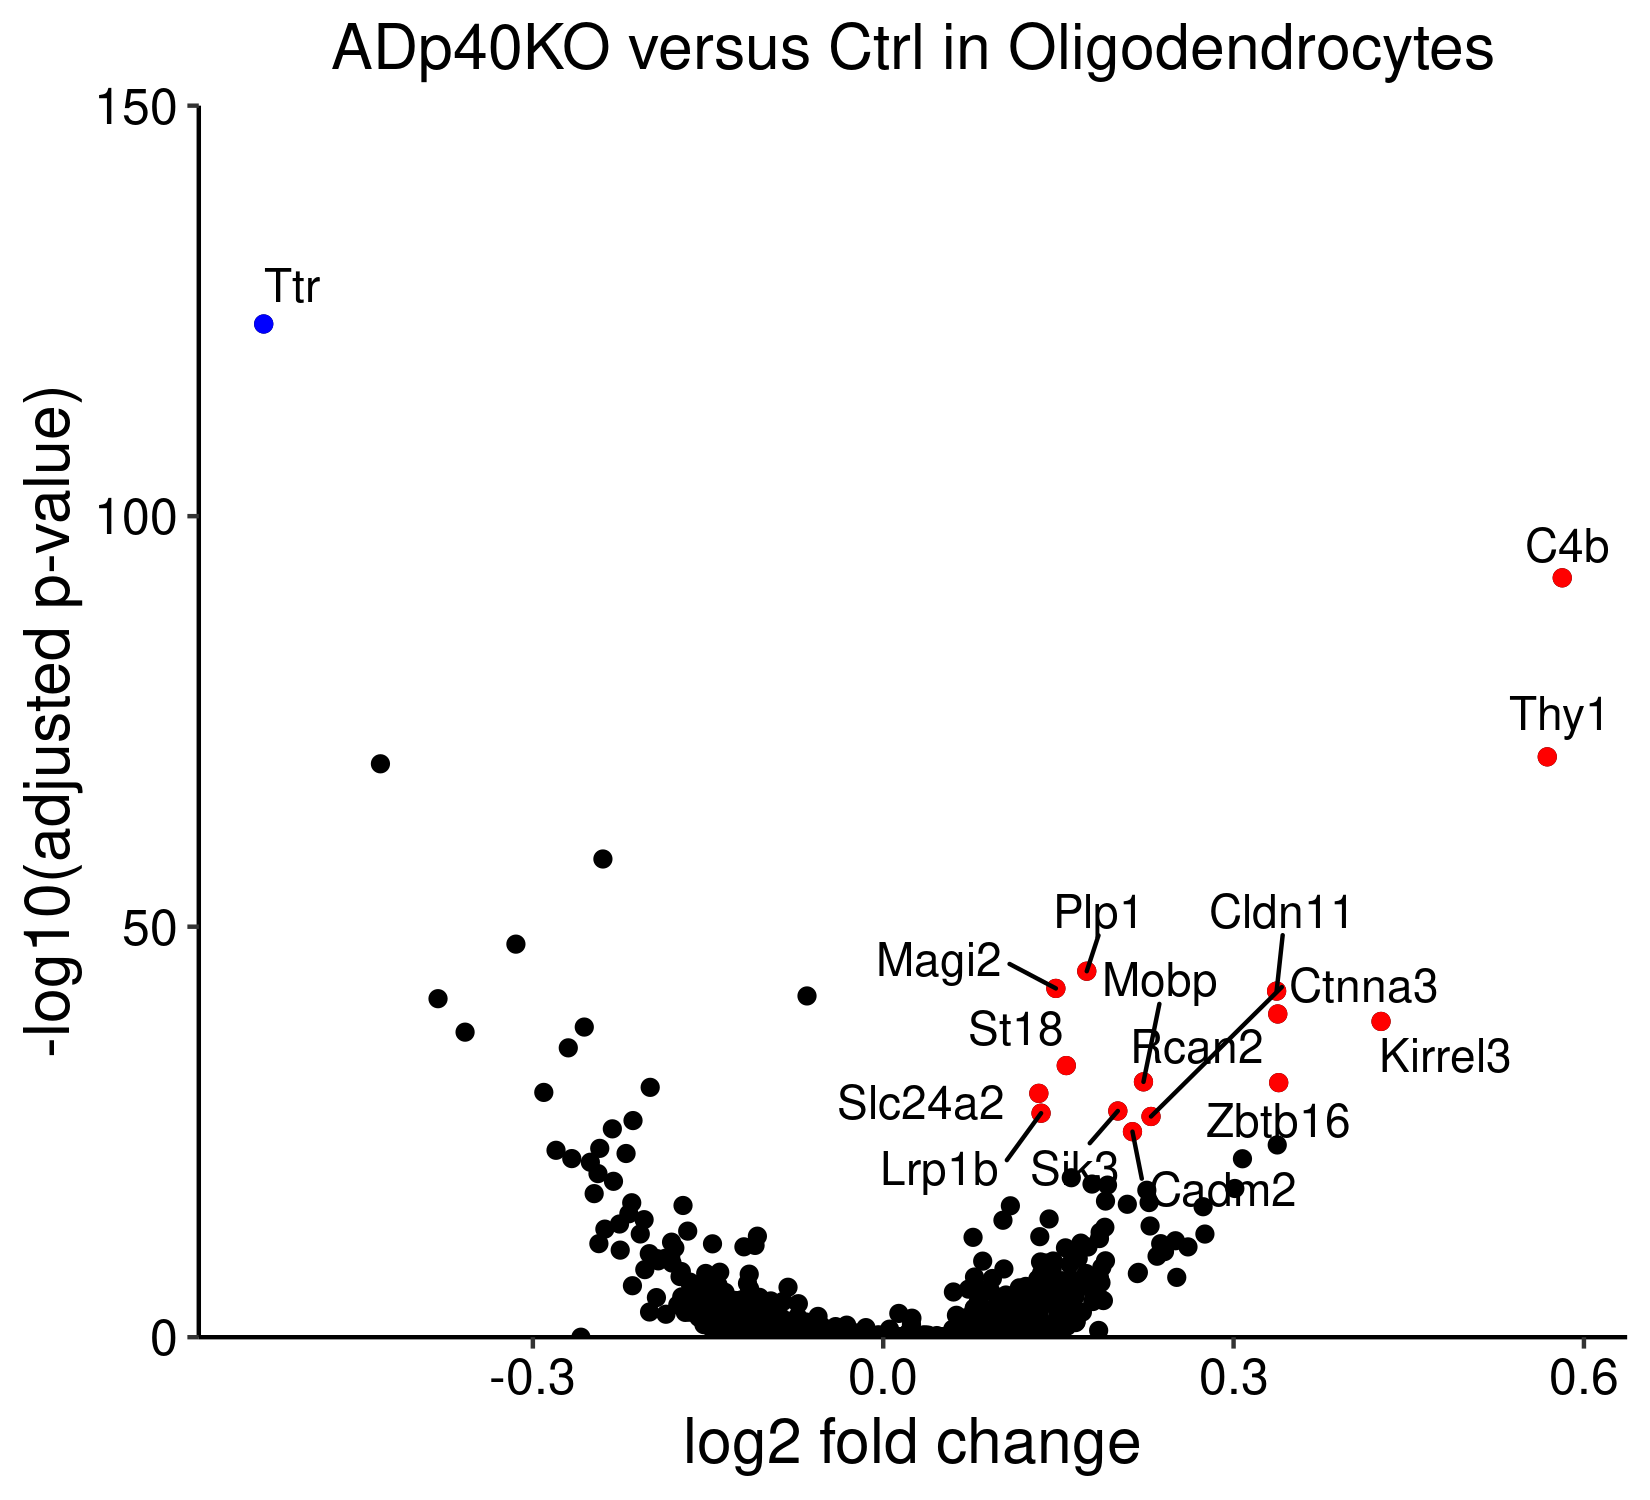 ADp40KO versus Ctrl in Oligodendrocytes
150
Ttr
100
C4b
Thy1
-log10(adjusted p-value)
50
Plp1
Cldn11
Magi2
Mobp
Ctnna3
St18
Rcan2
Kirrel3
Slc24a2
Zbtb16
Lrp1b
Sik3
Cadm2
0
-0.3
0.0
0.3
0.6
log2 fold change